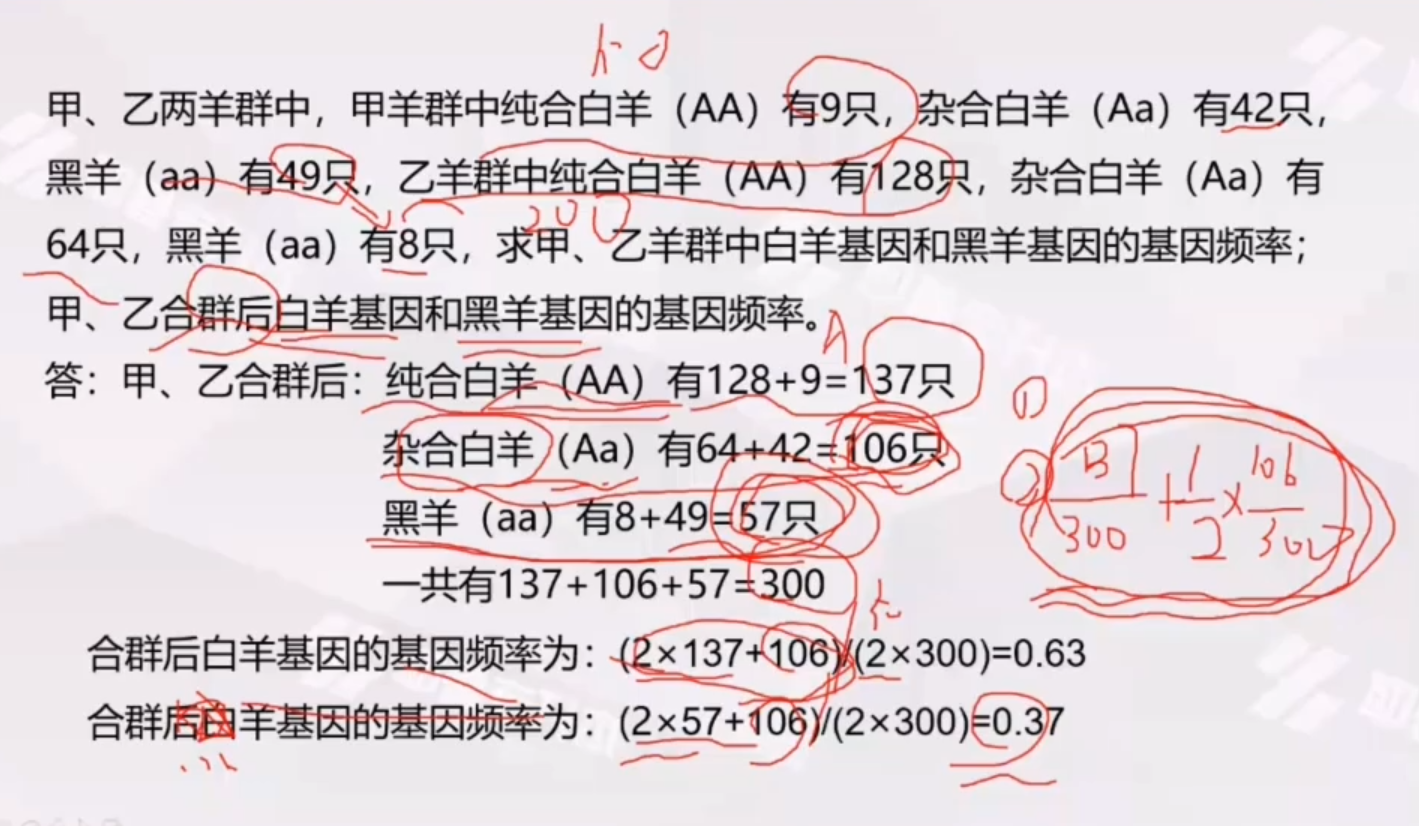 甲、乙两羊群中，甲羊群中纯合白羊（AA）有9只，杂合白羊（Aa）有42只，
黑羊（aa）有49只，乙羊群中纯合白羊（AA）有128只，杂合白羊（Aa）有
200
64只，黑羊（aa）有8只，求甲、乙羊群中白羊基因和黑羊基因的基因频率；
甲、乙合群后白羊基因和黑羊基因的基因频率。
A
答：甲、乙合群后：纯合白羊（AA）有128+9=137只
①
杂合白羊（Aa）有64+42=106只
②
137/300 + 1/2 × 106/300
黑羊（aa）有8+49=57只
一共有137+106+57=300
合群后白羊基因的基因频率为：(2×137+106)/(2×300)=0.63
合群后白羊基因的基因频率为：(2×57+106)/(2×300)=0.37